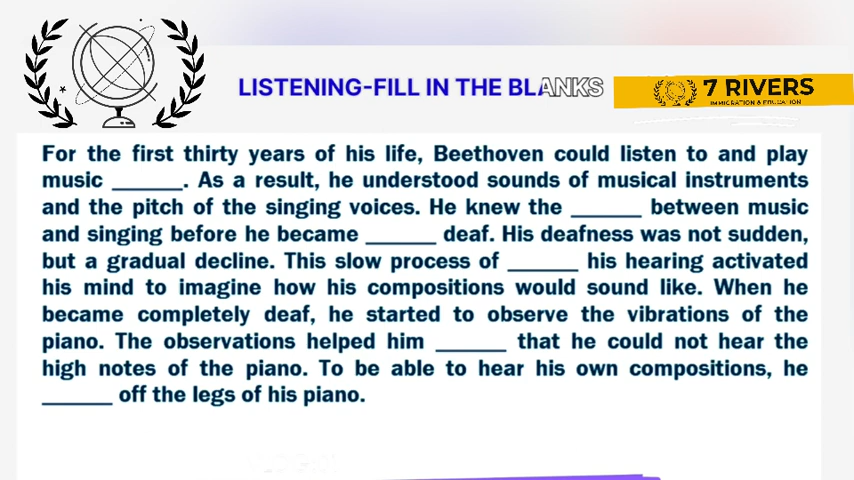 LISTENING-FILL IN THE BLANKS
7 RIVERS
IMMIGRATION & EDUCATION
For the first thirty years of his life, Beethoven could listen to and play
music ______. As a result, he understood sounds of musical instruments
and the pitch of the singing voices. He knew the ______ between music
and singing before he became ______ deaf. His deafness was not sudden,
but a gradual decline. This slow process of ______ his hearing activated
his mind to imagine how his compositions would sound like. When he
became completely deaf, he started to observe the vibrations of the
piano. The observations helped him ______ that he could not hear the
high notes of the piano. To be able to hear his own compositions, he
______ off the legs of his piano.